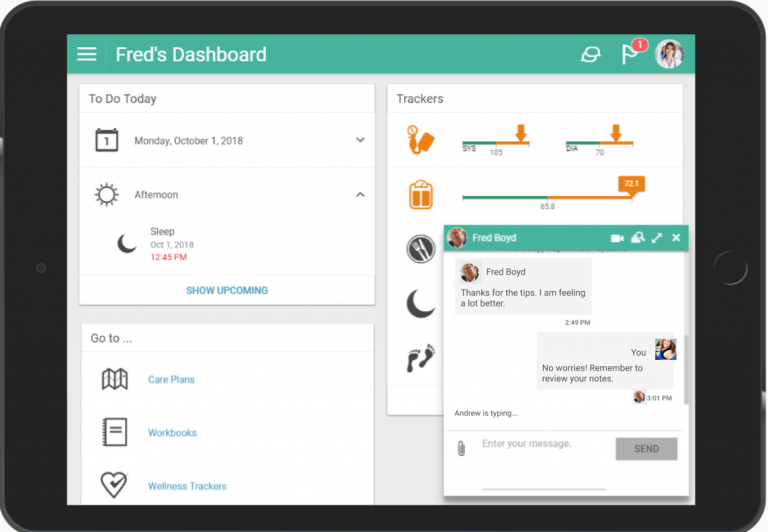 Fred's Dashboard
1
To Do Today
1
Monday, October 1, 2018
Afternoon
Sleep
Oct 1, 2018
12:45 PM
SHOW UPCOMING
Go to ...
Care Plans
Workbooks
Wellness Trackers
Trackers
SYS
105
DIA
70
72.1
65.8
Fred Boyd
Fred Boyd
Thanks for the tips. I am feeling
a lot better.
2:49 PM
You
No worries! Remember to
review your notes.
3:01 PM
Andrew is typing...
Enter your message.
SEND